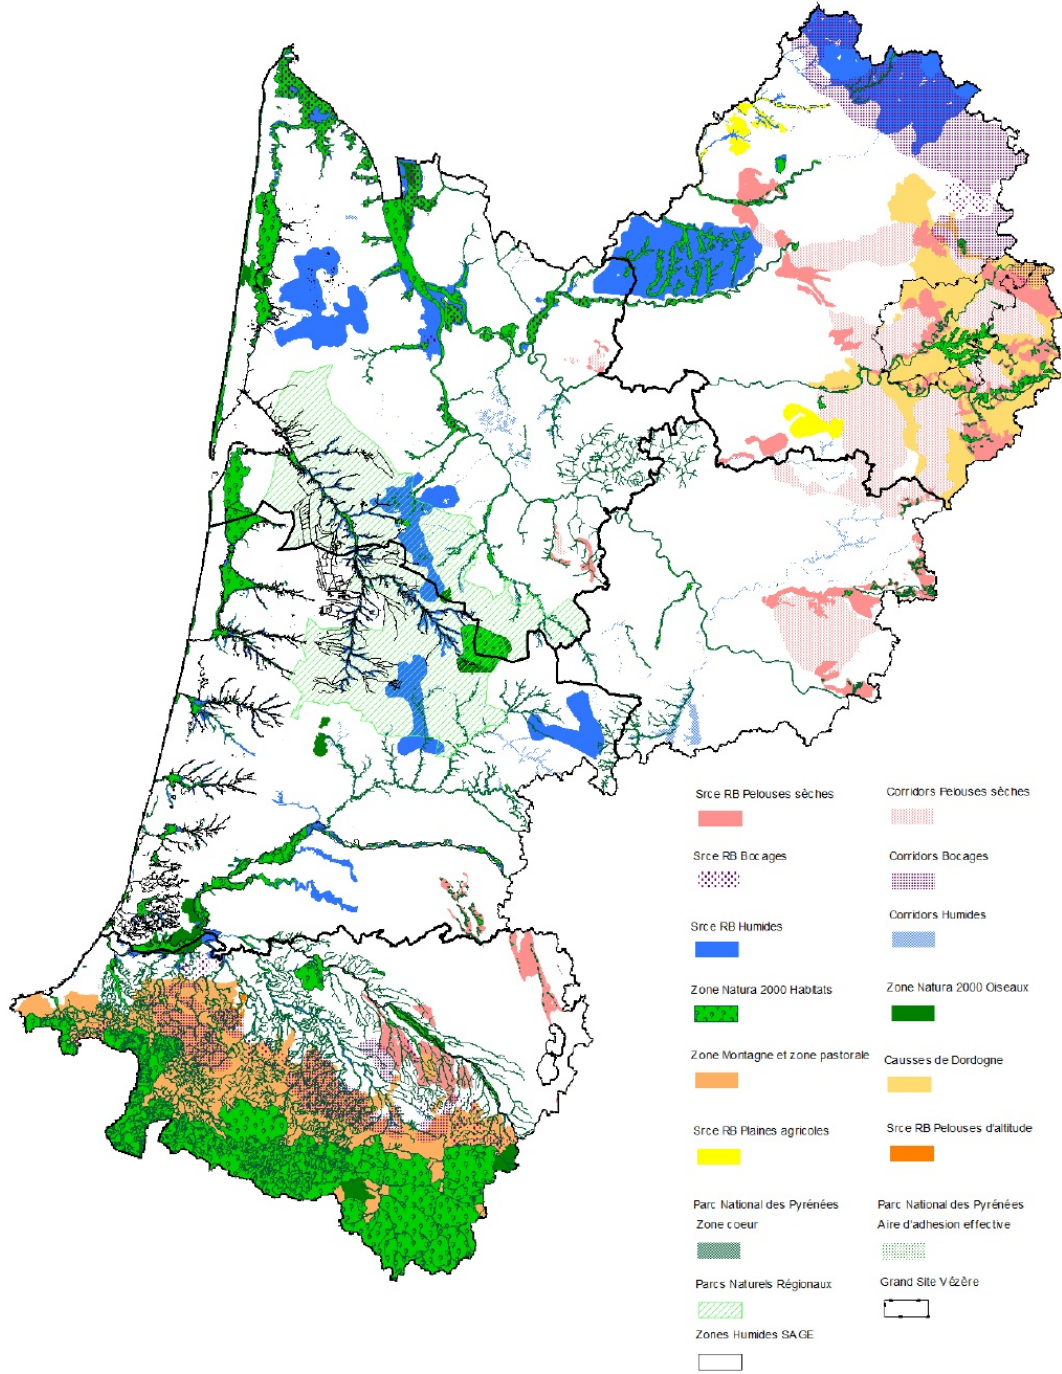 Srce RB Pelouses sêches
Corridors Pelouses sêches
Srce RB Bocages
Corridors Bocages
Srce RB Humides
Corridors Humides
Zone Natura 2000 Habitats
Zone Natura 2000 Oiseaux
Zone Montagne et zone pastorale
Causses de Dordogne
Srce RB Plaines agricoles
Srce RB Pelouses d'altitude
Parc National des Pyrénées
Zone coeur
Parc National des Pyrénées
Aire d'adhesion effective
Parcs Naturels Régionaux
Grand Site Vézère
Zones Humides SAGE